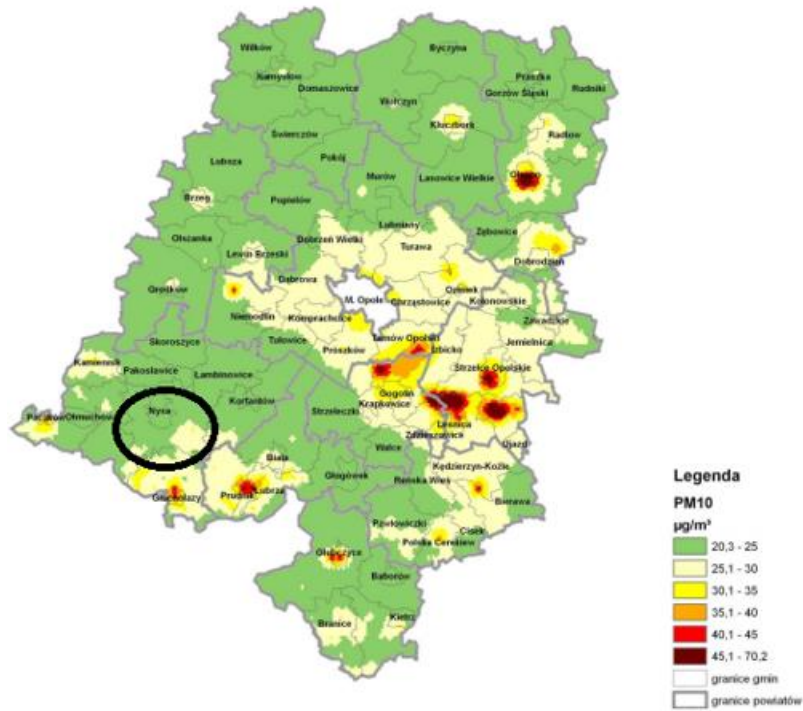 Wilków
Byczyna
Namysłów
Praszka
Domaszowice
Gorzów Śląski
Rudniki
Wołczyn
Kluczbork
Radłów
Świerczów
Pokój
Lubsza
Murów
Lasowice Wielkie
Olesno
Brzeg
Popielów
Łubniany
Zębowice
Olszanka
Dobrzeń Wielki
Turawa
Lewin Brzeski
Dobrodzień
Dąbrowa
Ozimek
Grodków
M. Opole
Chrząstowice
Kolonowskie
Niemodlin
Komprachcice
Zawadzkie
Skoroszyce
Tułowice
Prószków
Tarnów Opolski
Izbicko
Jemielnica
Kamiennik
Pakosławice
Łambinowice
Strzelce Opolskie
Gogolin
Korfantów
Krapkowice
Nysa
Strzeleczki
Paczków
Otmuchów
Leśnica
Zdzieszowice
Ujazd
Biała
Walce
Kędzierzyn-Koźle
Głogówek
Reńska Wieś
Głuchołazy
Prudnik
Lubrza
Bierawa
Pawłowiczki
Cisek
Polska Cerekiew
Głubczyce
Baborów
Branice
Kietrz
Legenda
PM10
µg/m³
20,3 - 25
25,1 - 30
30,1 - 35
35,1 - 40
40,1 - 45
45,1 - 70,2
granice gmin
granice powiatów